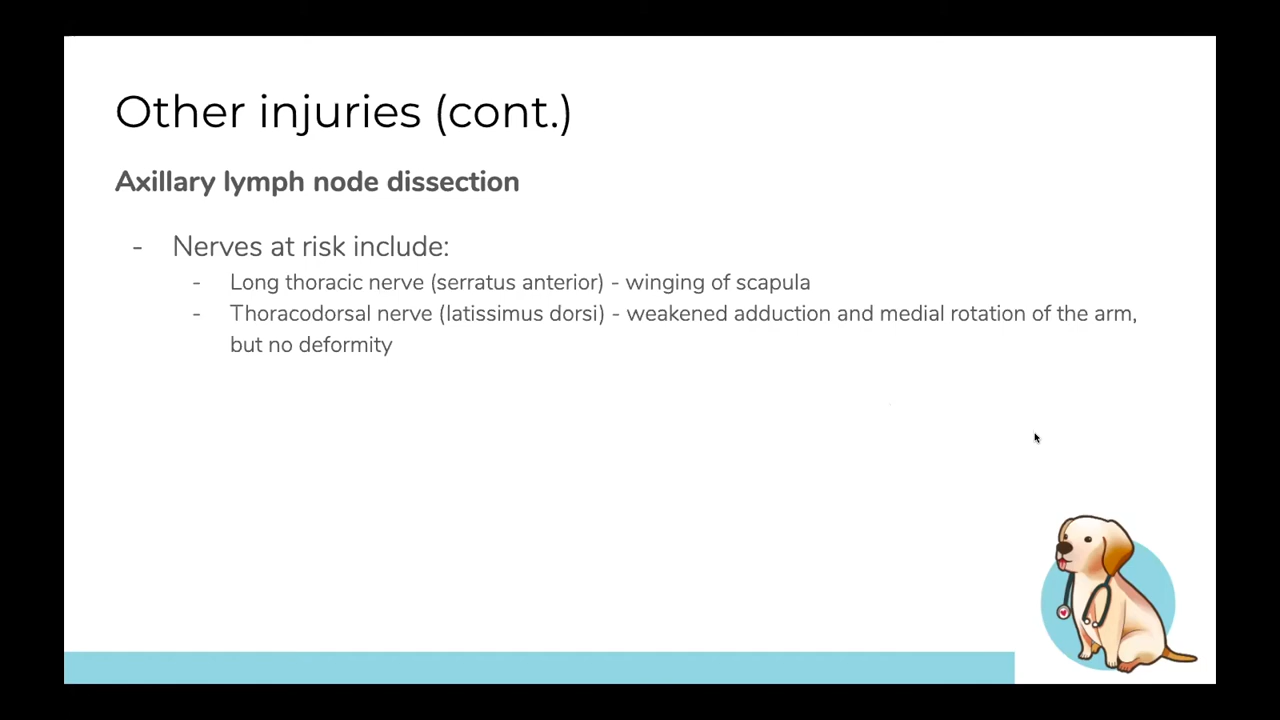 Other injuries (cont.)
Axillary lymph node dissection
- Nerves at risk include:
- Long thoracic nerve (serratus anterior) - winging of scapula
- Thoracodorsal nerve (latissimus dorsi) - weakened adduction and medial rotation of the arm,
but no deformity